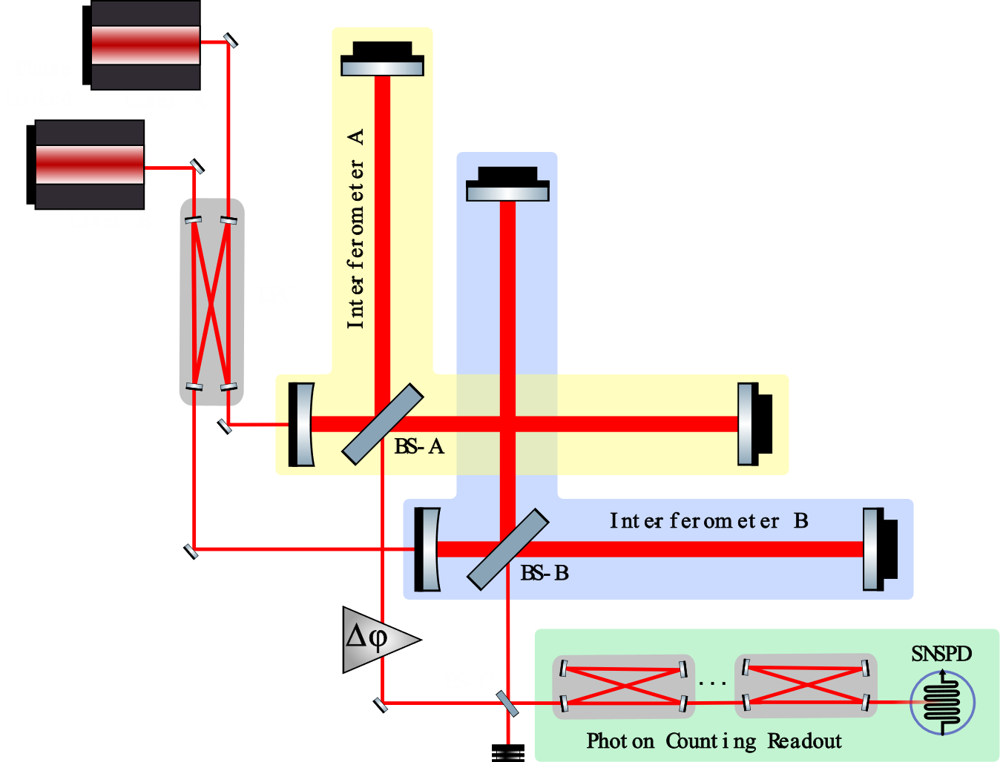 Interferometer A
BS-A
Interferometer B
BS-B
Δφ
SNSPD
...
Photon Counting Readout